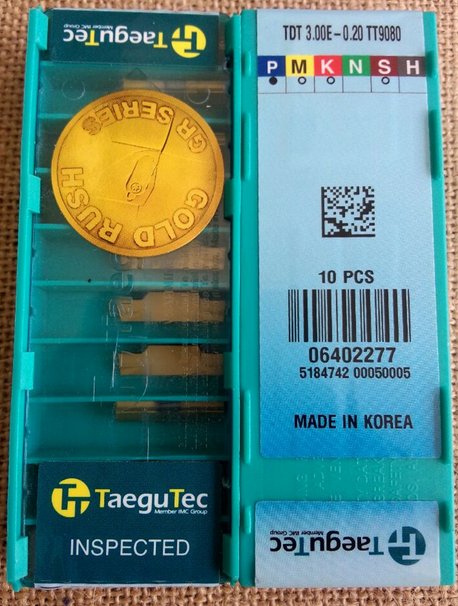 TaeguTec
Member IMC Group
GOLD RUSH
GR SERIES
TaeguTec
Member IMC Group
INSPECTED
TDT 3.00E-0.20 TT9080
P M K N S H
10 PCS
06402277
5184742 00050005
MADE IN KOREA
TaeguTec
Member IMC Group